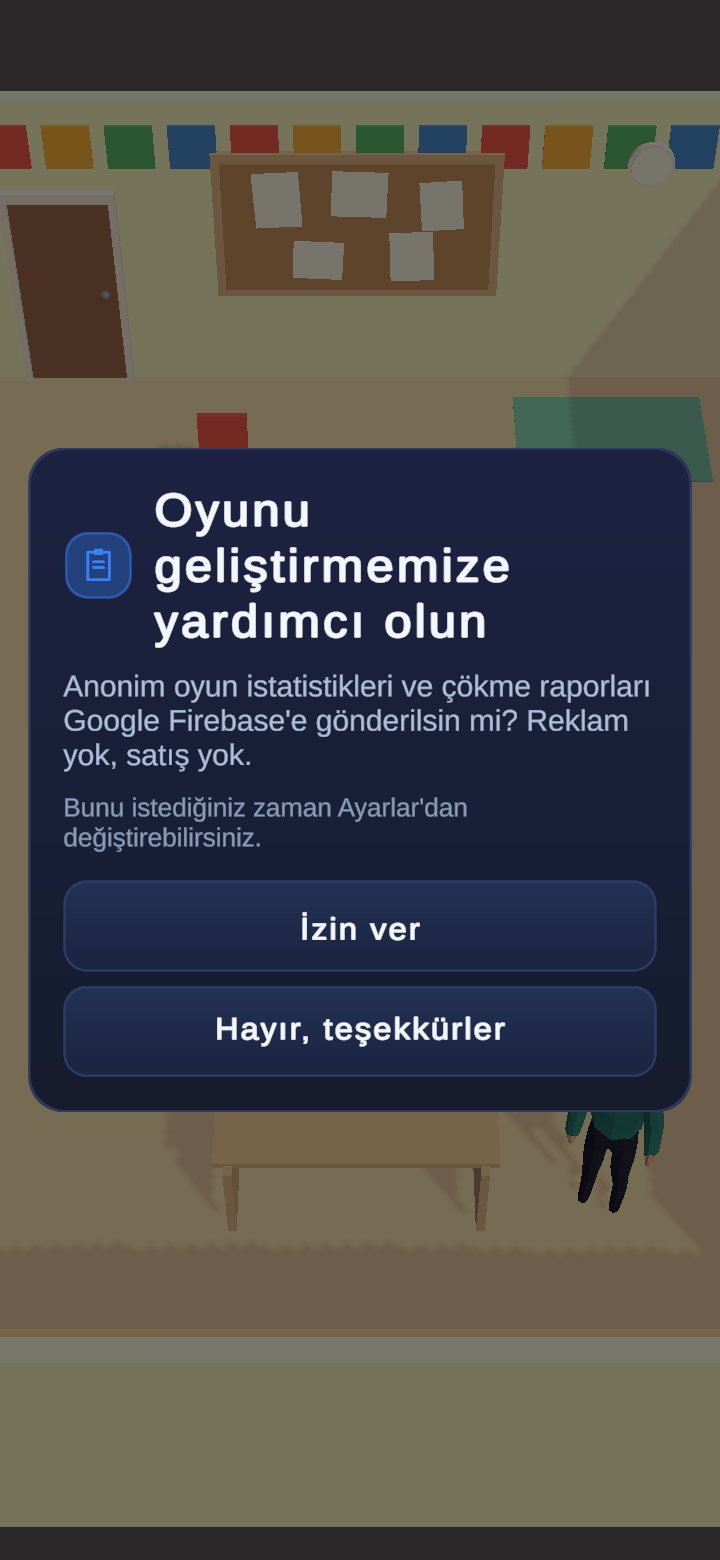 Oyunu
geliştirmemize
yardımcı olun
Anonim oyun istatistikleri ve çökme raporları
Google Firebase'e gönderilsin mi? Reklam
yok, satış yok.
Bunu istediğiniz zaman Ayarlar'dan
değiştirebilirsiniz.
İzin ver
Hayır, teşekkürler